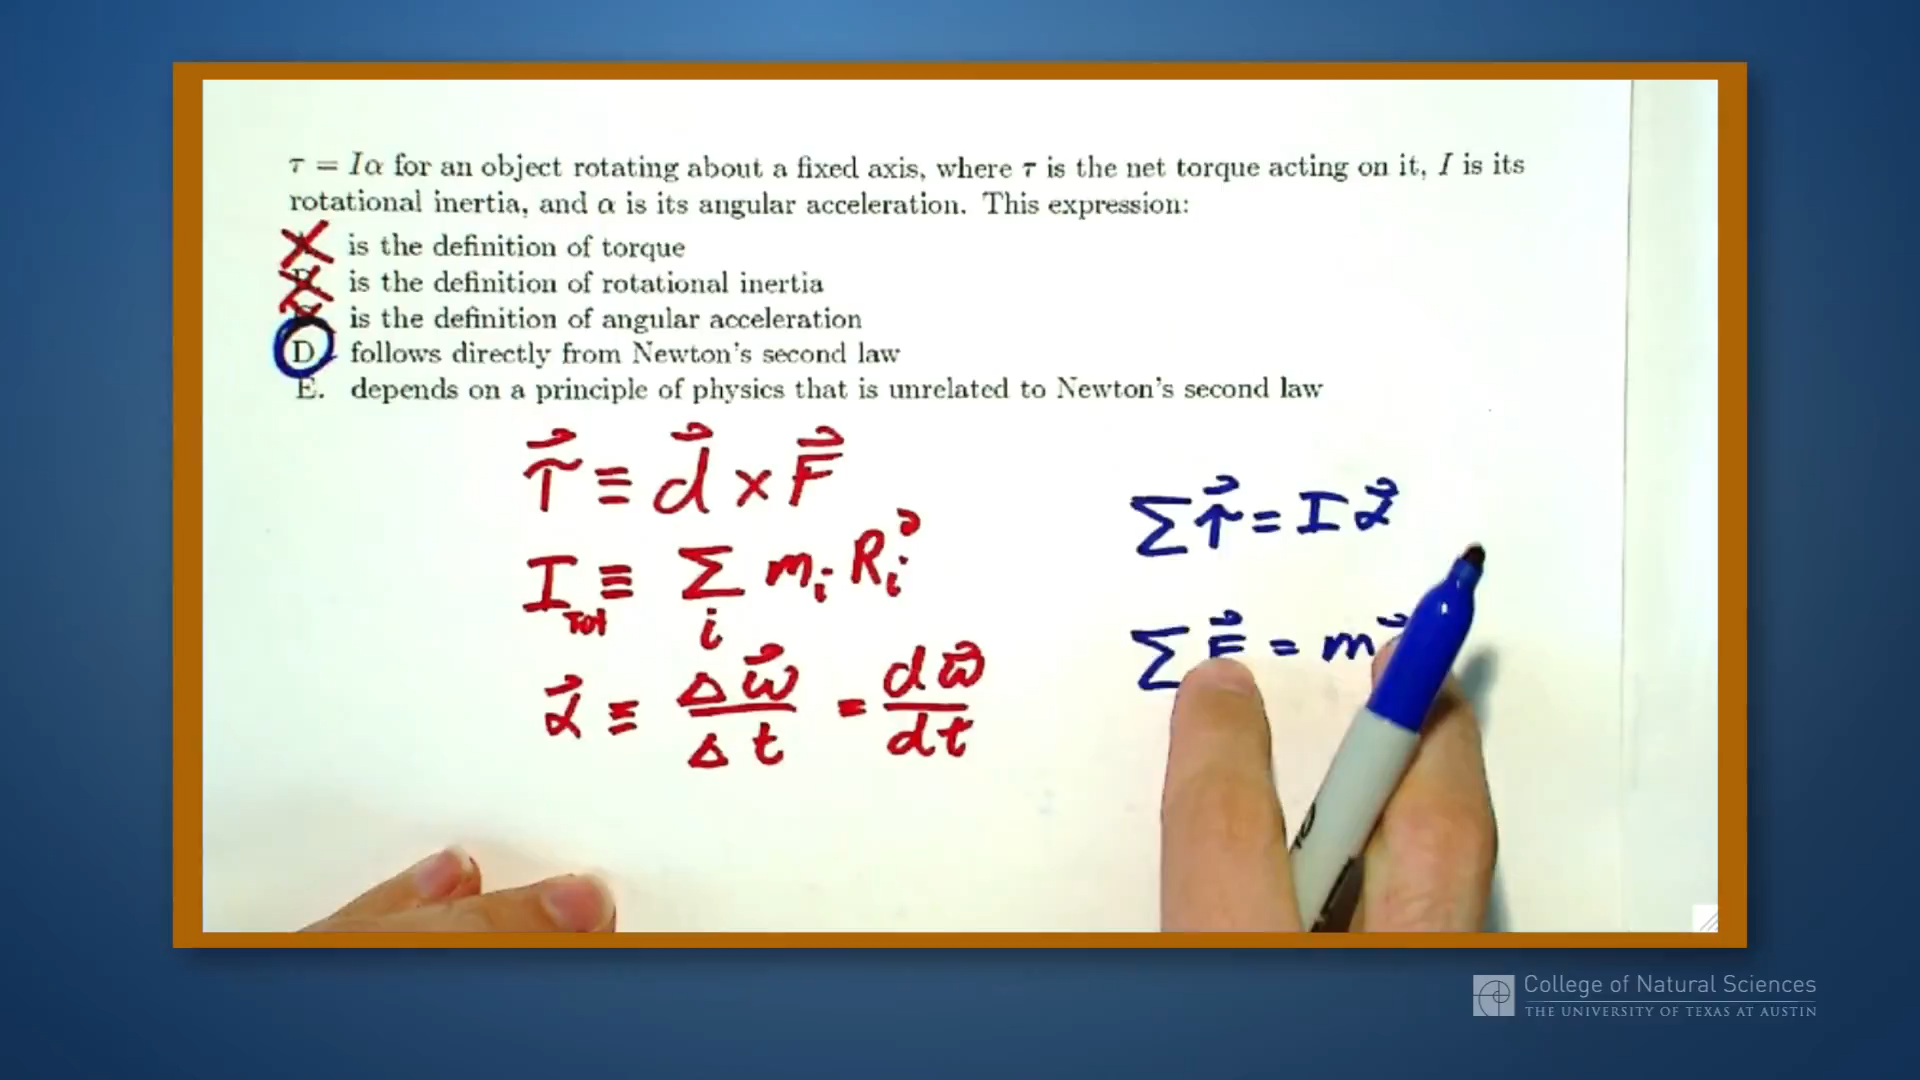 τ = Iα for an object rotating about a fixed axis, where τ is the net torque acting on it, I is its
rotational inertia, and α is its angular acceleration. This expression:
is the definition of torque
is the definition of rotational inertia
is the definition of angular acceleration
D. follows directly from Newton's second law
E. depends on a principle of physics that is unrelated to Newton's second law
τ⃗ ≡ d⃗ × F⃗
I_Tot ≡ Σ_i m_i R_i²
α⃗ ≡ Δω⃗/Δt = dω⃗/dt
Στ⃗ = Iα⃗
ΣF⃗ = m
College of Natural Sciences
THE UNIVERSITY OF TEXAS AT AUSTIN